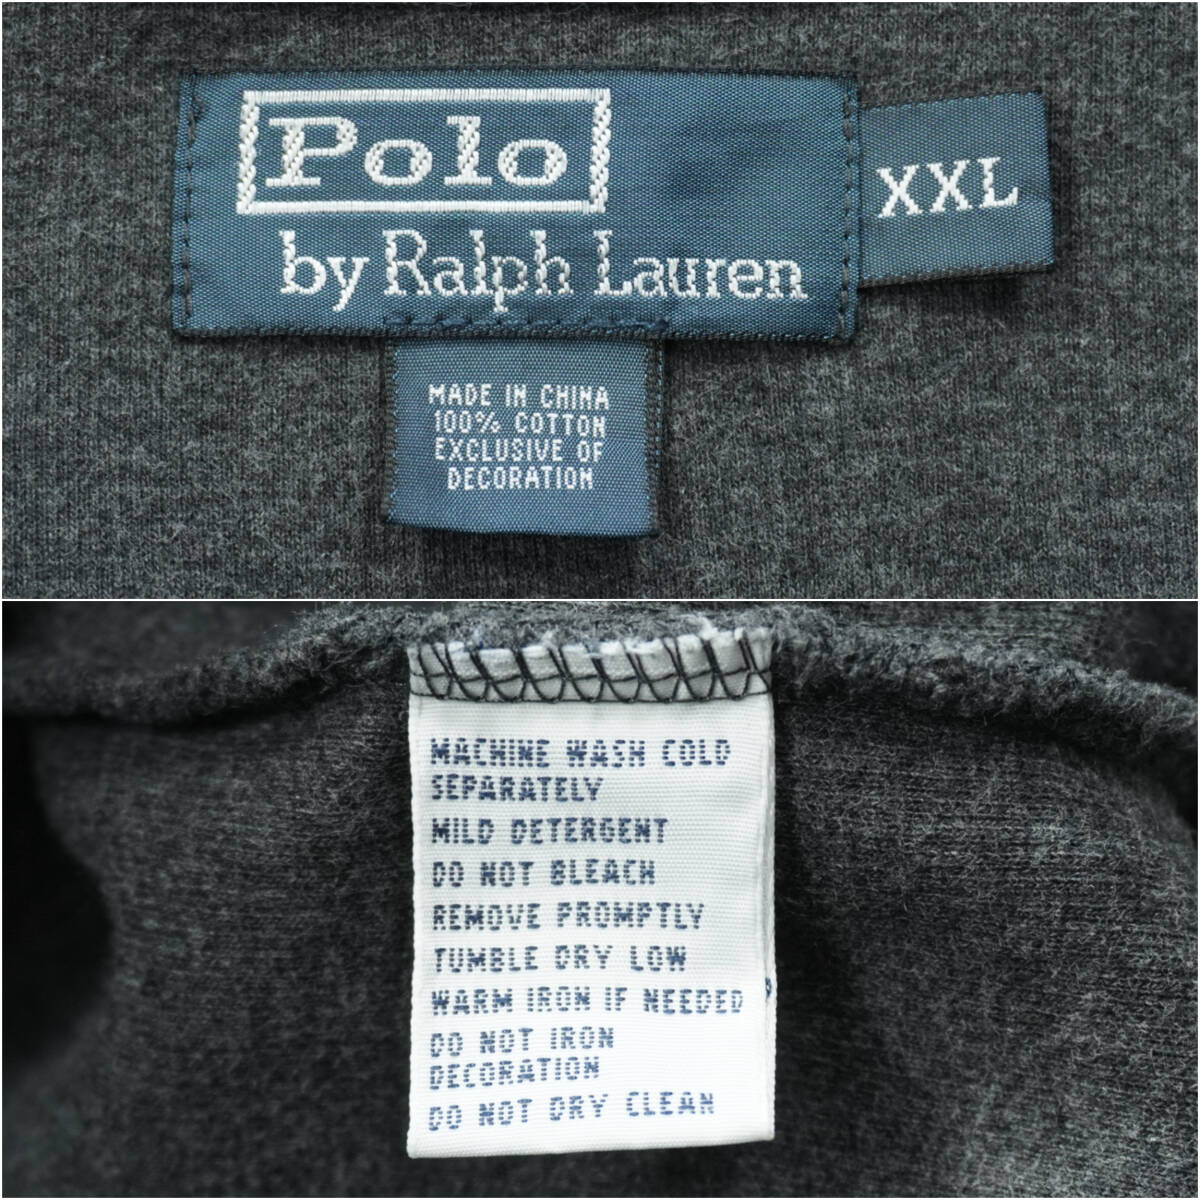 Polo
by Ralph Lauren
XXL
MADE IN CHINA
100% COTTON
EXCLUSIVE OF
DECORATION
MACHINE WASH COLD
SEPARATELY
MILD DETERGENT
DO NOT BLEACH
REMOVE PROMPTLY
TUMBLE DRY LOW
WARM IRON IF NEEDED
DO NOT IRON
DECORATION
DO NOT DRY CLEAN